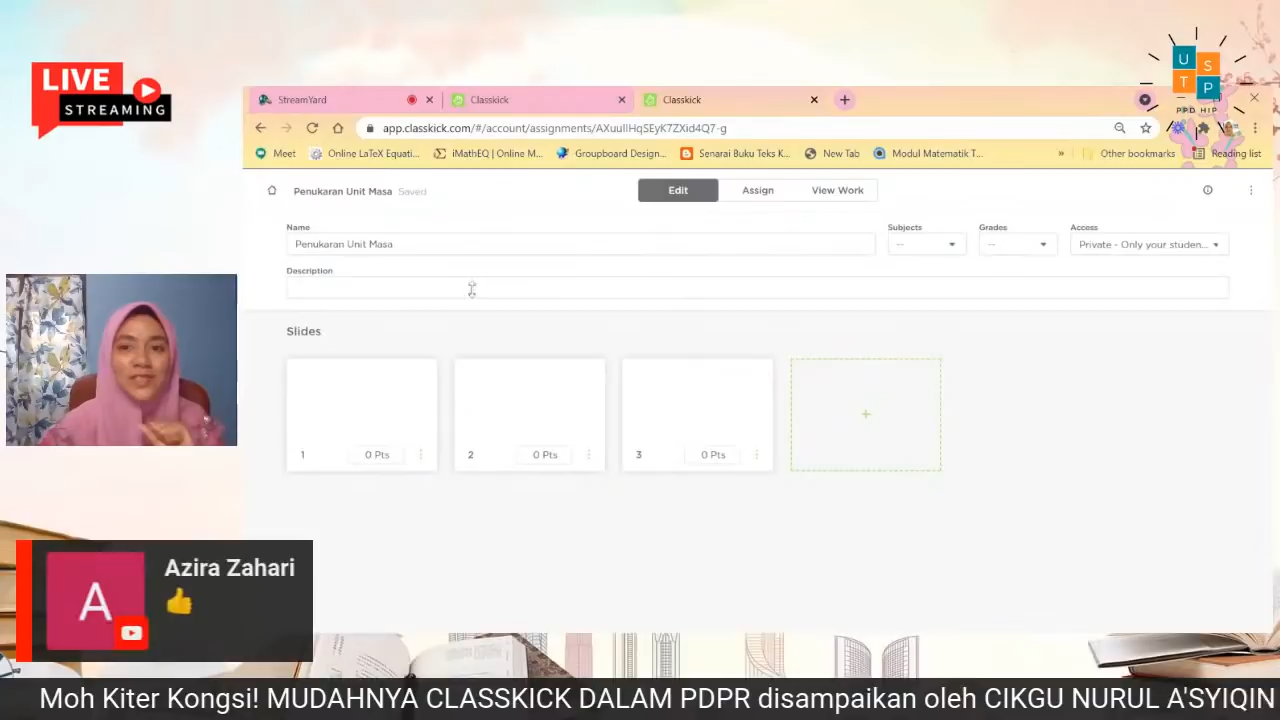 LIVE
STREAMING
U
S
T
P
PPD HIP
StreamYard
Classkick
Classkick
app.classkick.com/#/account/assignments/AXuuIIHqSEyK7ZXid4Q7-g
Meet
Online LaTeX Equati...
iMathEQ | Online M...
Groupboard Design...
Senarai Buku Teks K...
New Tab
Modul Matematik T...
»
Other bookmarks
Reading list
Penukaran Unit Masa Saved
Edit
Assign
View Work
Name
Subjects
Grades
Access
Penukaran Unit Masa
--
--
Private - Only your studen...
Description
Slides
1
0 Pts
2
0 Pts
3
0 Pts
+
A
Azira Zahari
👍
Moh Kiter Kongsi! MUDAHNYA CLASSKICK DALAM PDPR disampaikan oleh CIKGU NURUL A'SYIQIN